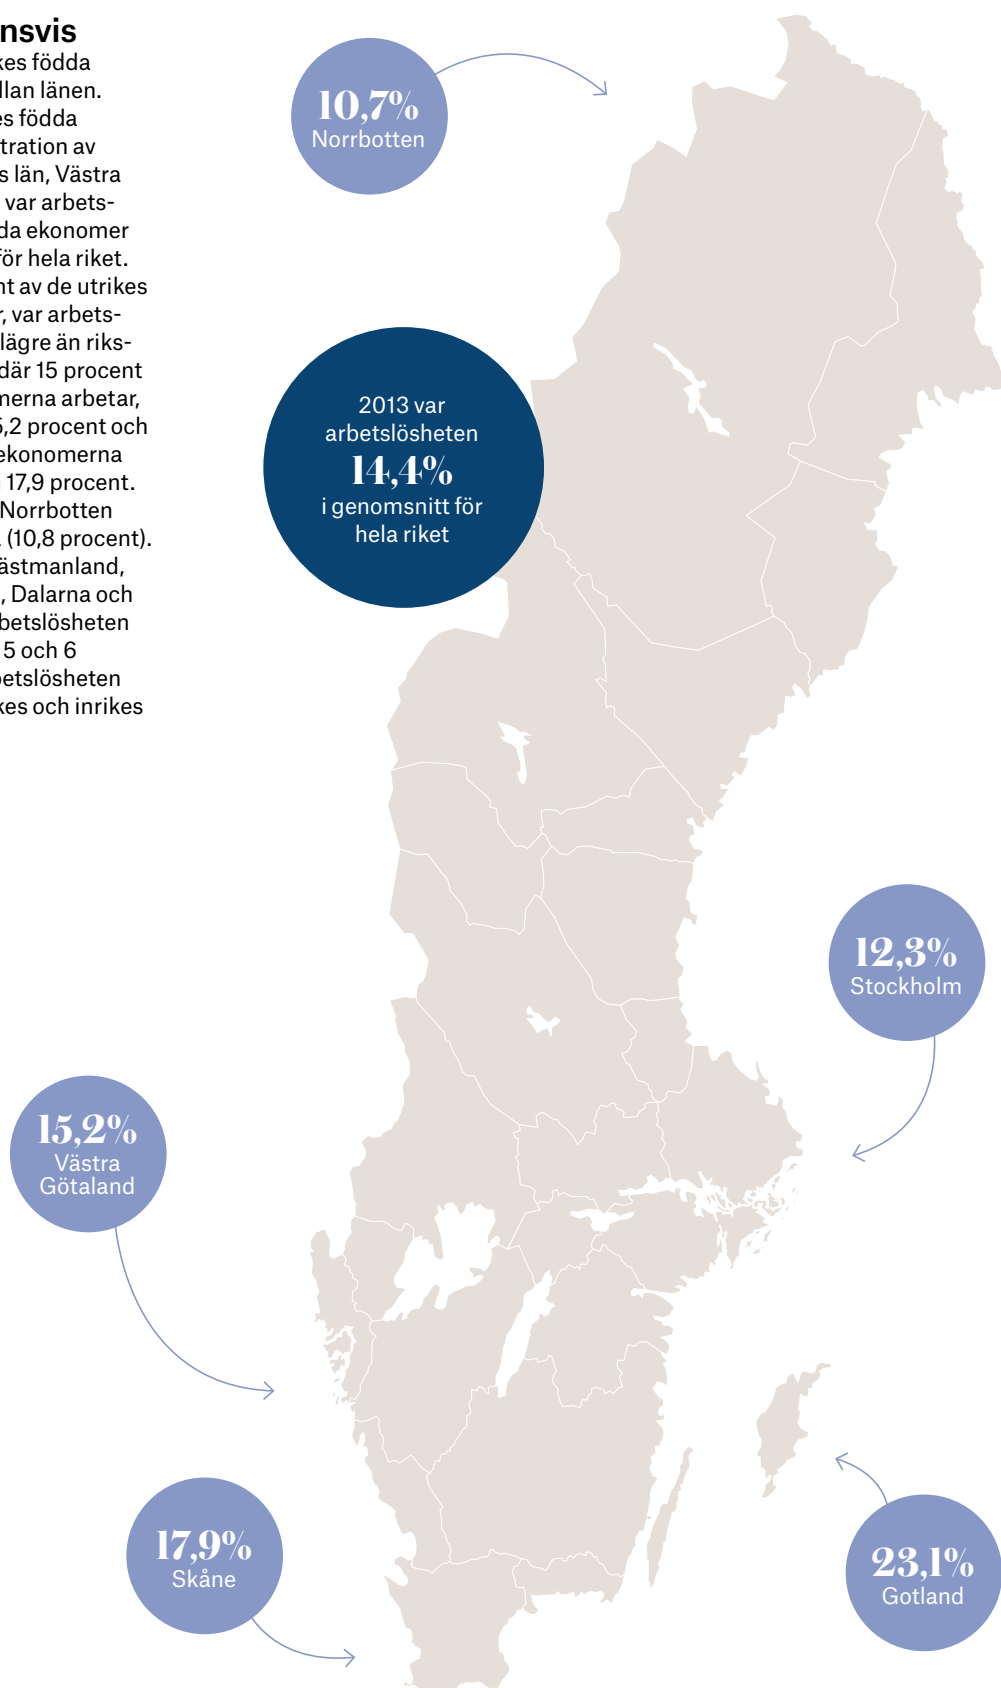 nsvis
kes födda
llan länen.
es födda
tration av
s län, Västra
var arbets-
da ekonomer
för hela riket.
nt av de utrikes
r, var arbets-
lägre än riks-
där 15 procent
nerna arbetar,
5,2 procent och
ekonomerna
17,9 procent.
Norrbotten
(10,8 procent).
ästmanland,
, Dalarna och
betslösheten
5 och 6
betslösheten
kes och inrikes
10,7%
Norrbotten
2013 var
arbetslösheten
14,4%
i genomsnitt för
hela riket
12,3%
Stockholm
15,2%
Västra
Götaland
17,9%
Skåne
23,1%
Gotland